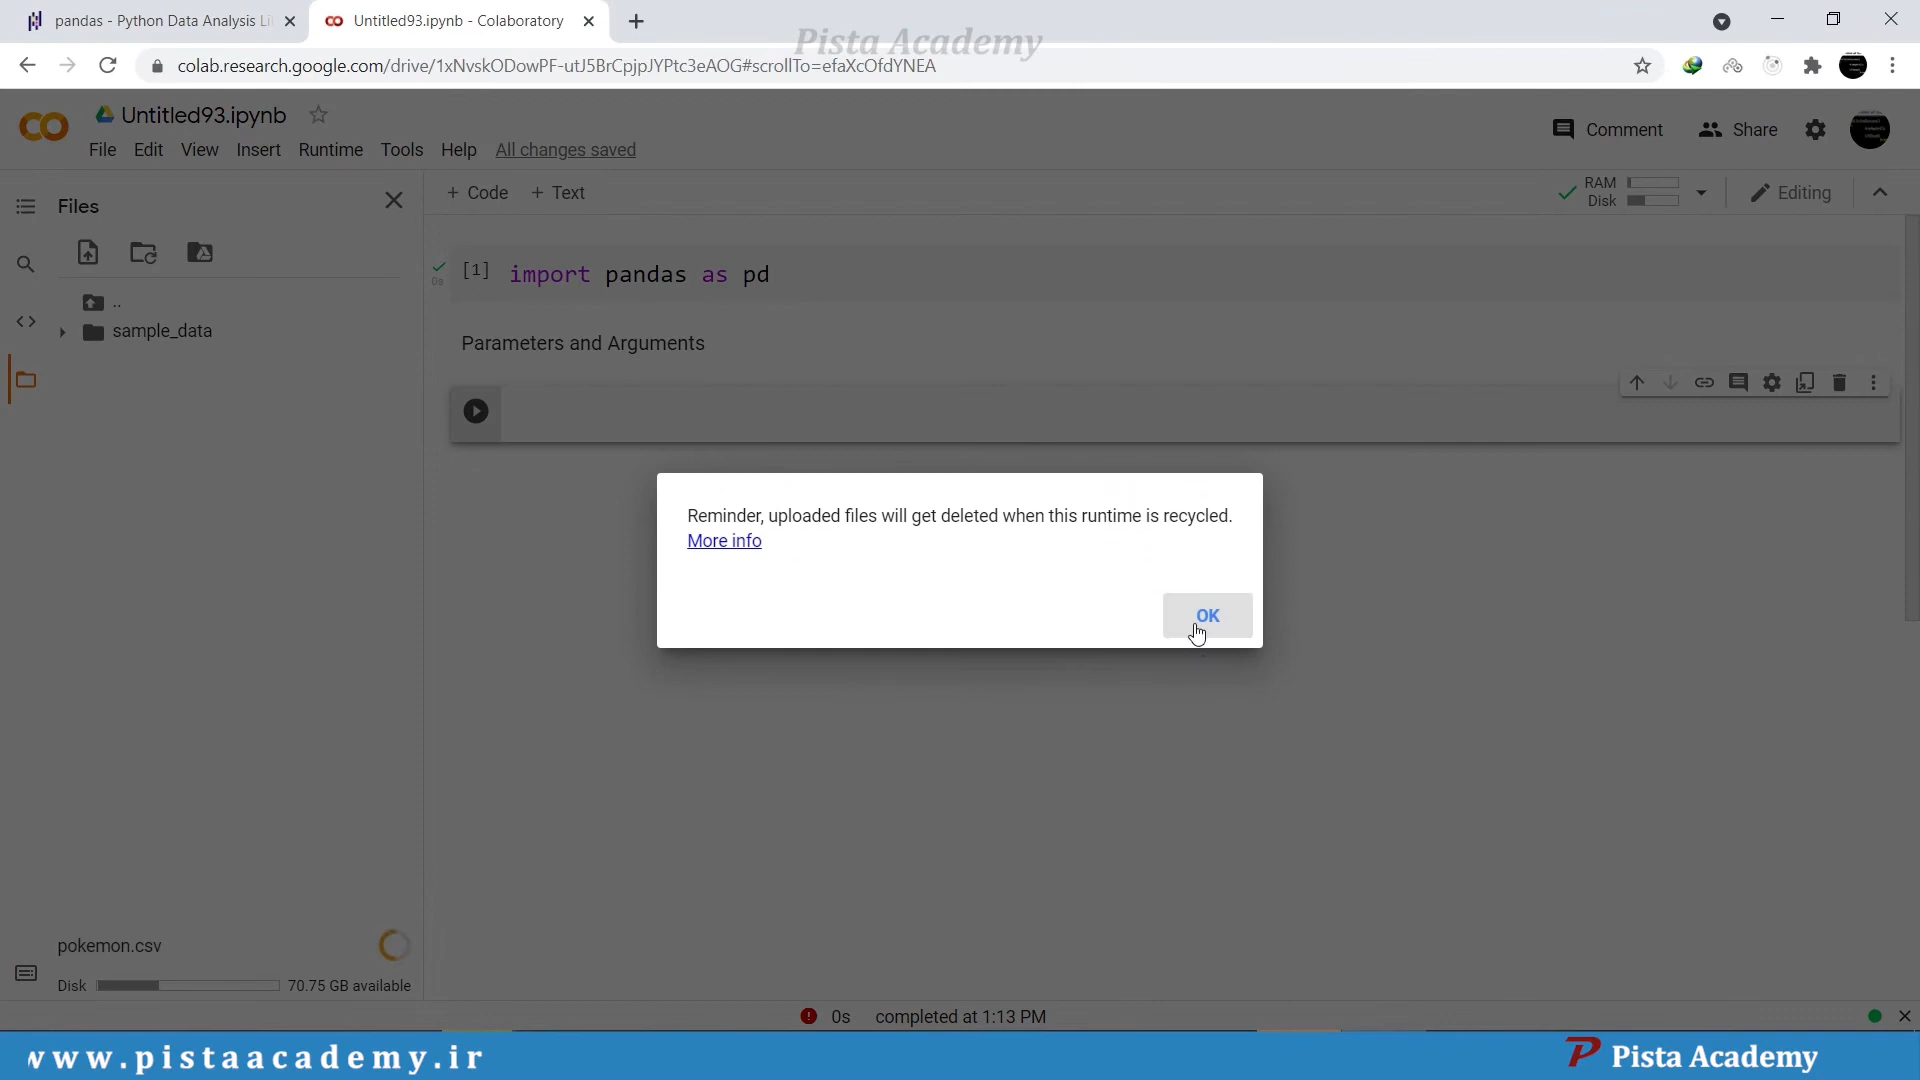 pandas - Python Data Analysis Li
Untitled93.ipynb - Colaboratory
Pista Academy
colab.research.google.com/drive/1xNvskODowPF-utJ5BrCpjpJYPtc3eAOG#scrollTo=efaXcOfdYNEA
Untitled93.ipynb
File Edit View Insert Runtime Tools Help All changes saved
Comment
Share
Files
+ Code + Text
RAM
Disk
Editing
..
sample_data
[1] import pandas as pd
0s
Parameters and Arguments
Reminder, uploaded files will get deleted when this runtime is recycled.
More info
OK
pokemon.csv
Disk 70.75 GB available
0s completed at 1:13 PM
www.pistaacademy.ir
Pista Academy